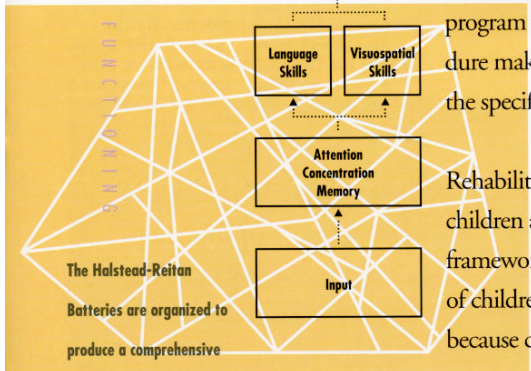 FUNCTIONING
Language
Skills
Visuospatial
Skills
Attention
Concentration
Memory
Input
The Halstead-Reitan
Batteries are organized to
produce a comprehensive
program
dure mak
the specif
Rehabilit
children a
framewor
of childre
because